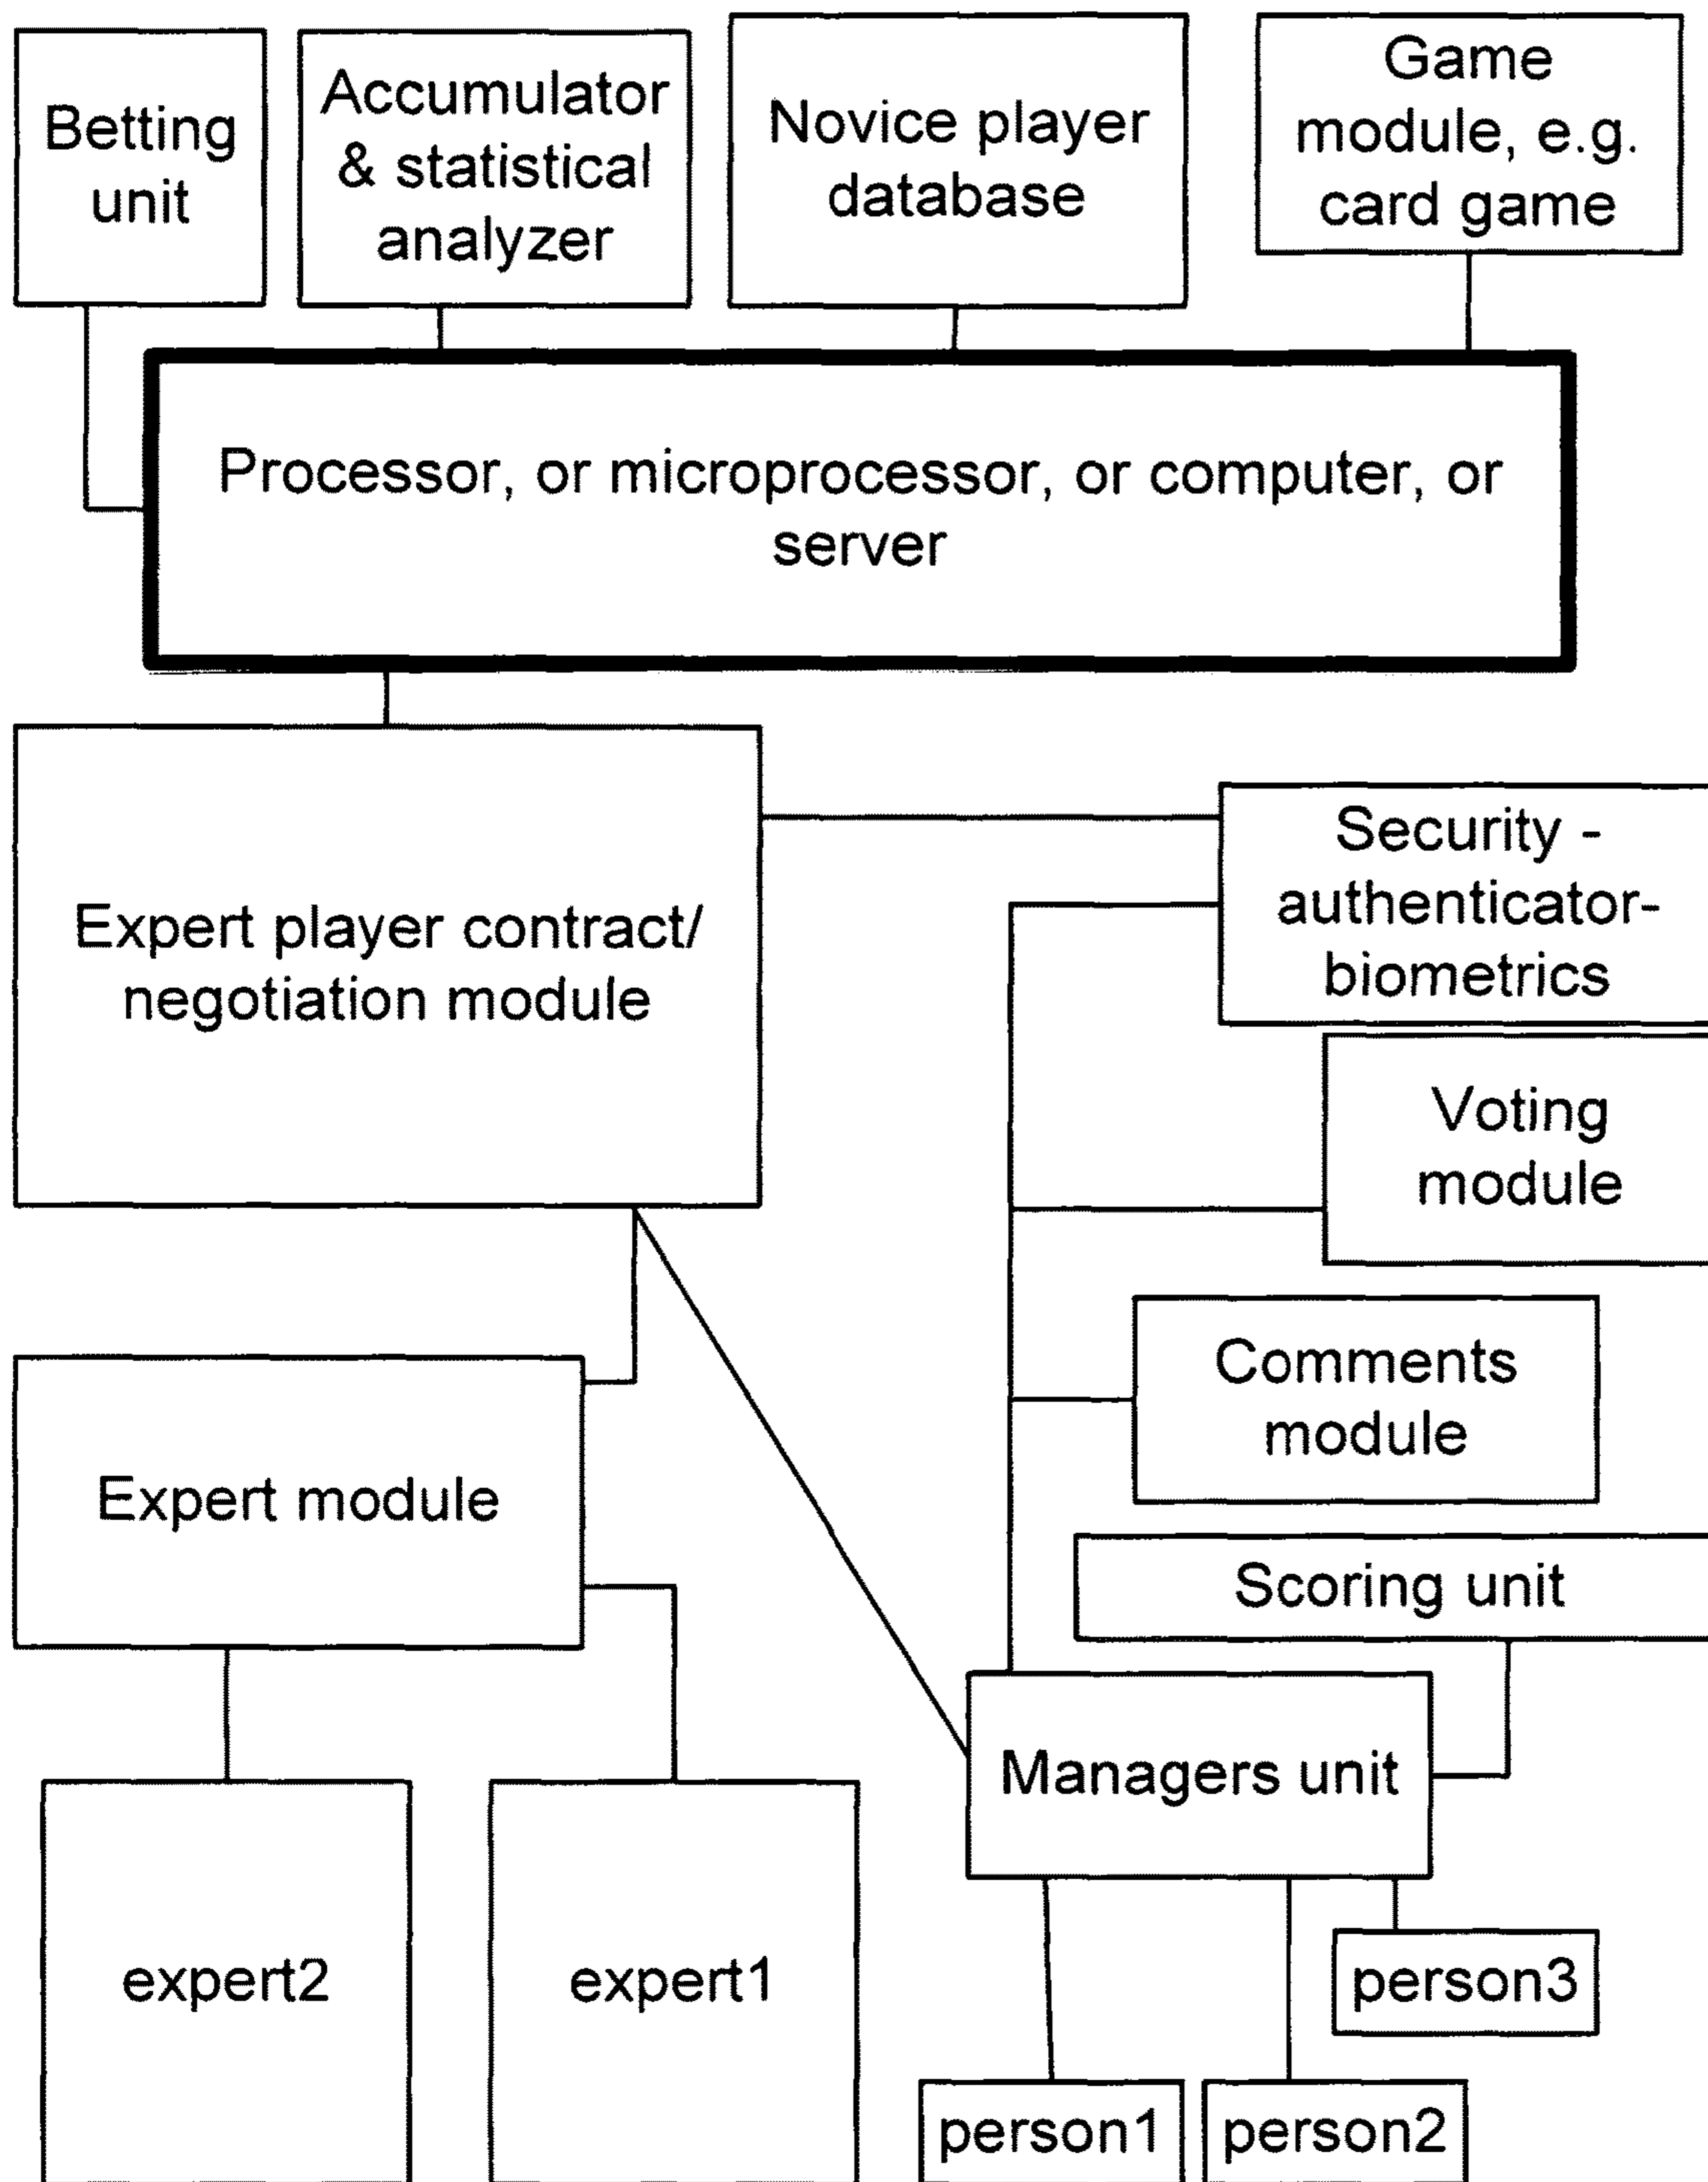 Betting
unit
Accumulator
& statistical
analyzer
Novice player
database
Game
module, e.g.
card game
Processor, or microprocessor, or computer, or
server
Expert player contract/
negotiation module
Security -
authenticator-
biometrics
Voting
module
Comments
module
Expert module
Scoring unit
Managers unit
expert2
expert1
person3
person1
person2